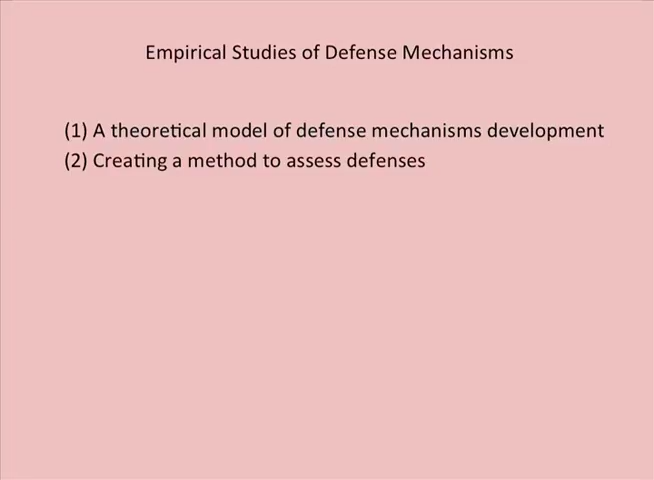 Empirical Studies of Defense Mechanisms
(1) A theoretical model of defense mechanisms development
(2) Creating a method to assess defenses